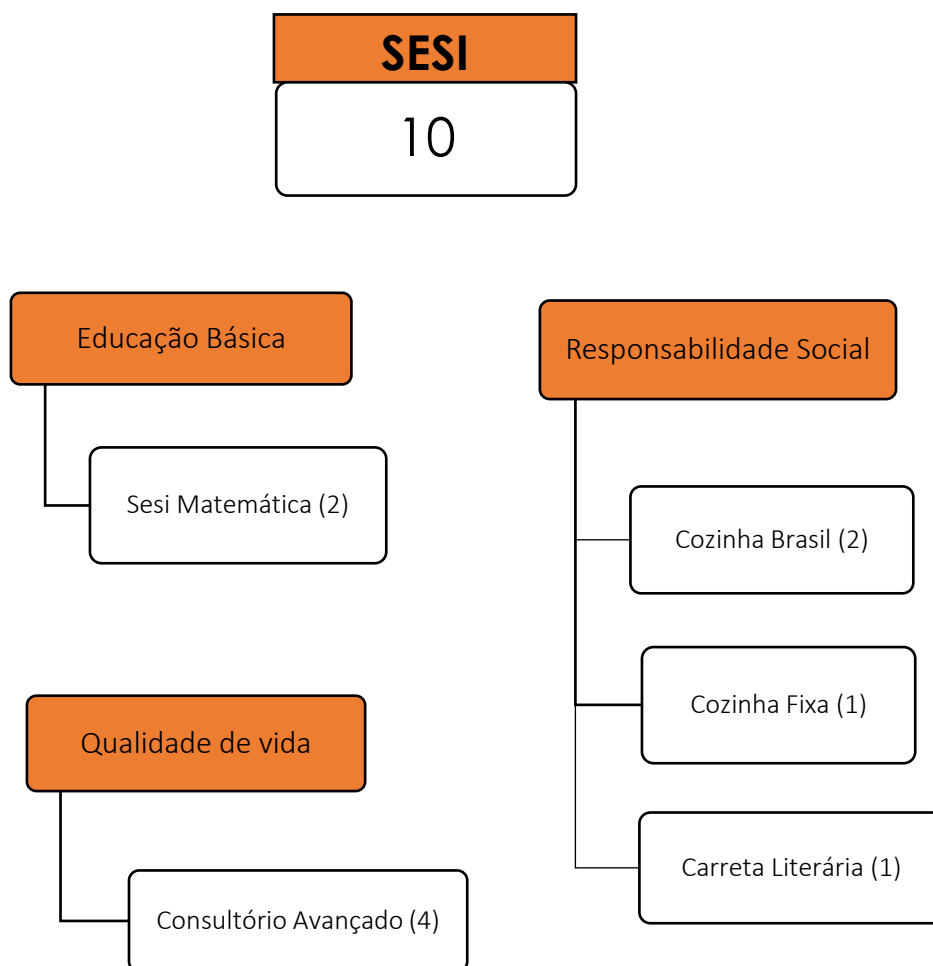 SESI
10
Educação Básica
Sesi Matemática (2)
Qualidade de vida
Consultório Avançado (4)
Responsabilidade Social
Cozinha Brasil (2)
Cozinha Fixa (1)
Carreta Literária (1)